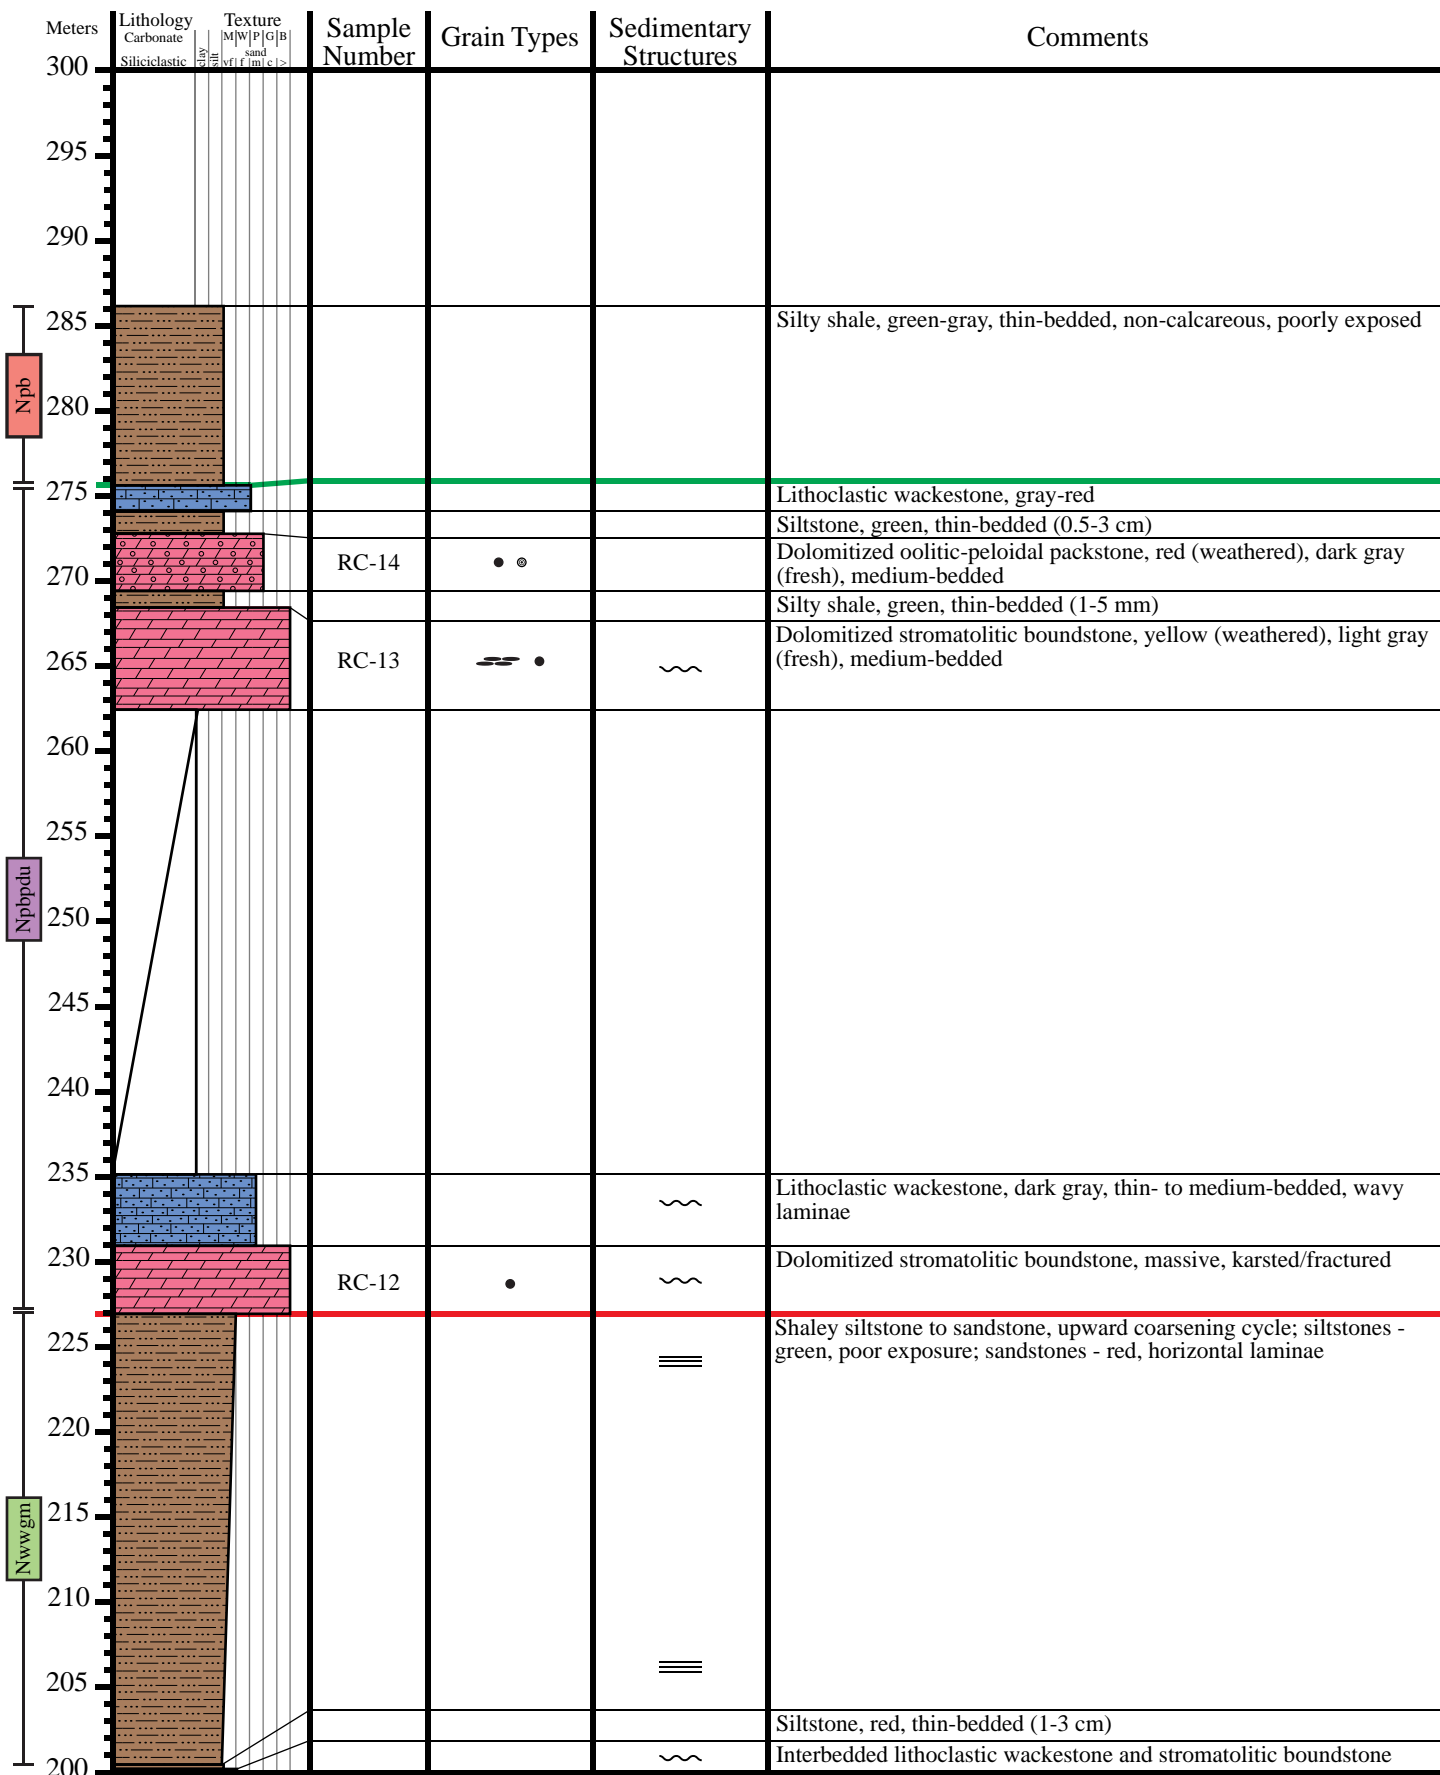 Meters
Lithology Texture
Carbonate M W P G B
Siliciclastic clay silt sand vf f m c >
Sample
Number
Grain Types
Sedimentary
Structures
Comments
300
295
290
285
Silty shale, green-gray, thin-bedded, non-calcareous, poorly exposed
Npb
280
275
Lithoclastic wackestone, gray-red
Siltstone, green, thin-bedded (0.5-3 cm)
RC-14
Dolomitized oolitic-peloidal packstone, red (weathered), dark gray
(fresh), medium-bedded
270
Silty shale, green, thin-bedded (1-5 mm)
265
RC-13
Dolomitized stromatolitic boundstone, yellow (weathered), light gray
(fresh), medium-bedded
260
255
Npbpdu
250
245
240
235
Lithoclastic wackestone, dark gray, thin- to medium-bedded, wavy
laminae
230
RC-12
Dolomitized stromatolitic boundstone, massive, karsted/fractured
225
Shaley siltstone to sandstone, upward coarsening cycle; siltstones -
green, poor exposure; sandstones - red, horizontal laminae
220
215
Nwwgm
210
205
Siltstone, red, thin-bedded (1-3 cm)
Interbedded lithoclastic wackestone and stromatolitic boundstone
200